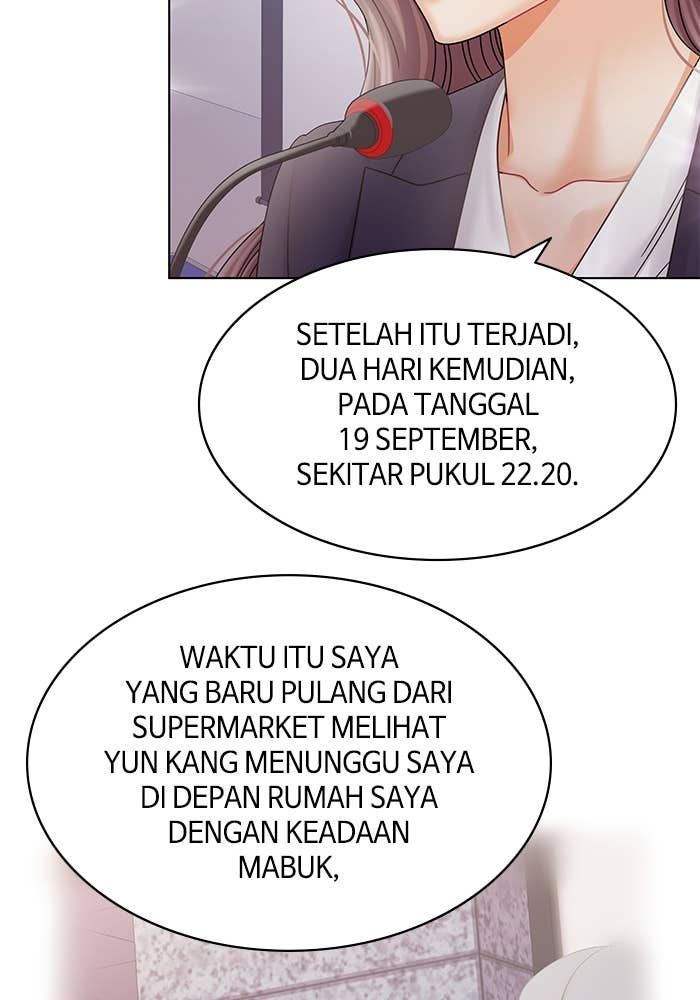 SETELAH ITU TERJADI,
DUA HARI KEMUDIAN,
PADA TANGGAL
19 SEPTEMBER,
SEKITAR PUKUL 22.20.
WAKTU ITU SAYA
YANG BARU PULANG DARI
SUPERMARKET MELIHAT
YUN KANG MENUNGGU SAYA
DI DEPAN RUMAH SAYA
DENGAN KEADAAN
MABUK,